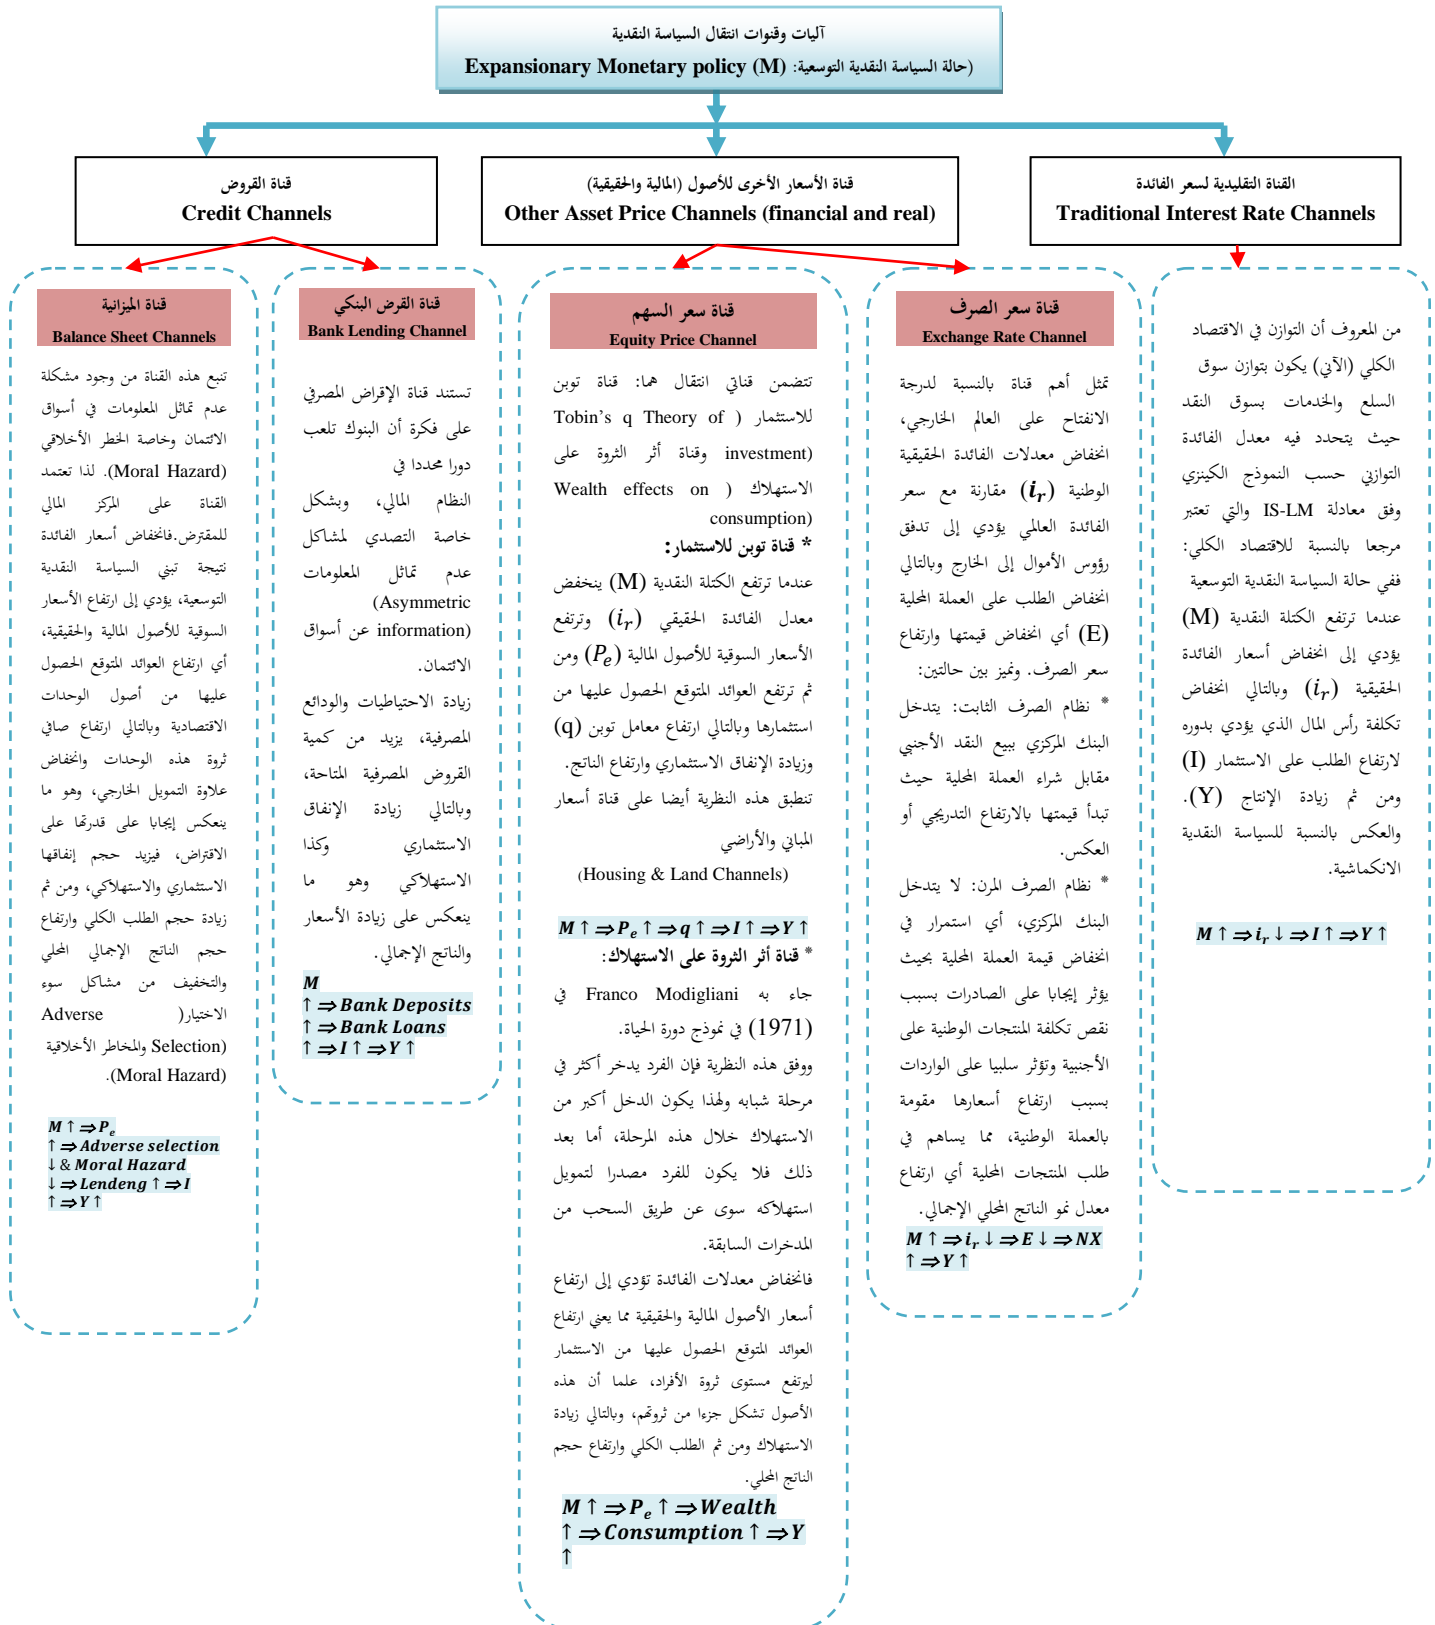 آليات وقنوات انتقال السياسة النقدية
(حالة السياسة النقدية التوسعية: Expansionary Monetary policy (M)
القناة التقليدية لسعر الفائدة
Traditional Interest Rate Channels
قناة الأسعار الأخرى للأصول (المالية والحقيقية)
Other Asset Price Channels (financial and real)
قناة القروض
Credit Channels
من المعروف أن التوازن في الاقتصاد
الكلي (الآني) يكون بتوازن سوق
السلع والخدمات بسوق النقد
حيث يتحدد فيه معدل الفائدة
التوازني حسب النموذج الكينزي
وفق معادلة IS-LM والتي تعتبر
مرجعا بالنسبة للاقتصاد الكلي:
ففي حالة السياسة النقدية التوسعية
عندما ترتفع الكتلة النقدية (M)
يؤدي إلى انخفاض أسعار الفائدة
الحقيقية (i_r) وبالتالي انخفاض
تكلفة رأس المال الذي يؤدي بدوره
لارتفاع الطلب على الاستثمار (I)
ومن ثم زيادة الإنتاج (Y).
والعكس بالنسبة للسياسة النقدية
الانكماشية.
M ↑ ⇒ i_r ↓ ⇒ I ↑ ⇒ Y ↑
قناة سعر الصرف
Exchange Rate Channel
تمثل أهم قناة بالنسبة لدرجة
الانفتاح على العالم الخارجي،
انخفاض معدلات الفائدة الحقيقية
الوطنية (i_r) مقارنة مع سعر
الفائدة العالمي يؤدي إلى تدفق
رؤوس الأموال إلى الخارج وبالتالي
انخفاض الطلب على العملة المحلية
(E) أي انخفاض قيمتها وارتفاع
سعر الصرف. ونميز بين حالتين:
* نظام الصرف الثابت: يتدخل
البنك المركزي ببيع النقد الأجنبي
مقابل شراء العملة المحلية حيث
تبدأ قيمتها بالارتفاع التدريجي أو
العكس.
* نظام الصرف المرن: لا يتدخل
البنك المركزي، أي استمرار في
انخفاض قيمة العملة المحلية بحيث
يؤثر إيجابا على الصادرات بسبب
نقص تكلفة المنتجات الوطنية على
الأجنبية وتؤثر سلبيا على الواردات
بسبب ارتفاع أسعارها مقومة
بالعملة الوطنية، مما يساهم في
طلب المنتجات المحلية أي ارتفاع
معدل نمو الناتج المحلي الإجمالي.
M ↑ ⇒ i_r ↓ ⇒ E ↓ ⇒ NX
↑ ⇒ Y ↑
قناة سعر السهم
Equity Price Channel
تتضمن قناتي انتقال هما: قناة توبن
للاستثمار ( Tobin's q Theory of
investment) وقناة أثر الثروة على
الاستهلاك ( Wealth effects on
consumption)
* قناة توبن للاستثمار:
عندما ترتفع الكتلة النقدية (M) ينخفض
معدل الفائدة الحقيقي (i_r) وترتفع
الأسعار السوقية للأصول المالية (P_e) ومن
ثم ترتفع العوائد المتوقع الحصول عليها من
استثمارها وبالتالي ارتفاع معامل توبن (q)
وزيادة الإنفاق الاستثماري وارتفاع الناتج.
تنطبق هذه النظرية أيضا على قناة أسعار
المباني والأراضي
(Housing & Land Channels)
M ↑ ⇒ P_e ↑ ⇒ q ↑ ⇒ I ↑ ⇒ Y ↑
* قناة أثر الثروة على الاستهلاك:
جاء به Franco Modigliani في
(1971) في نموذج دورة الحياة.
ووفق هذه النظرية فإن الفرد يدخر أكثر في
مرحلة شبابه ولهذا يكون الدخل أكبر من
الاستهلاك خلال هذه المرحلة، أما بعد
ذلك فلا يكون للفرد مصدرا لتمويل
استهلاكه سوى عن طريق السحب من
المدخرات السابقة.
فانخفاض معدلات الفائدة تؤدي إلى ارتفاع
أسعار الأصول المالية والحقيقية مما يعني ارتفاع
العوائد المتوقع الحصول عليها من الاستثمار
ليرتفع مستوى ثروة الأفراد، علما أن هذه
الأصول تشكل جزءا من ثروتهم، وبالتالي زيادة
الاستهلاك ومن ثم الطلب الكلي وارتفاع حجم
الناتج المحلي.
M ↑ ⇒ P_e ↑ ⇒ Wealth
↑ ⇒ Consumption ↑ ⇒ Y
↑
قناة القرض البنكي
Bank Lending Channel
تستند قناة الإقراض المصرفي
على فكرة أن البنوك تلعب
دورا محددا في
النظام المالي، وبشكل
خاصة التصدي لمشاكل
عدم تماثل المعلومات
(Asymmetric
information) عن أسواق
الائتمان.
زيادة الاحتياطيات والودائع
المصرفية، يزيد من كمية
القروض المصرفية المتاحة،
وبالتالي زيادة الإنفاق
الاستثماري وكذا
الاستهلاكي وهو ما
ينعكس على زيادة الأسعار
والناتج الإجمالي.
M
↑ ⇒ Bank Deposits
↑ ⇒ Bank Loans
↑ ⇒ I ↑ ⇒ Y ↑
قناة الميزانية
Balance Sheet Channels
تنبع هذه القناة من وجود مشكلة
عدم تماثل المعلومات في أسواق
الائتمان وخاصة الخطر الأخلاقي
(Moral Hazard). لذا تعتمد
القناة على المركز المالي
للمقترض.فانخفاض أسعار الفائدة
نتيجة تبني السياسة النقدية
التوسعية، يؤدي إلى ارتفاع الأسعار
السوقية للأصول المالية والحقيقية،
أي ارتفاع العوائد المتوقع الحصول
عليها من أصول الوحدات
الاقتصادية وبالتالي ارتفاع صافي
ثروة هذه الوحدات وانخفاض
علاوة التمويل الخارجي، وهو ما
ينعكس إيجابا على قدرتها على
الاقتراض، فيزيد حجم إنفاقها
الاستثماري والاستهلاكي، ومن ثم
زيادة حجم الطلب الكلي وارتفاع
حجم الناتج الإجمالي المحلي
والتخفيف من مشاكل سوء
الاختيار( Adverse
Selection) والمخاطر الأخلاقية
(Moral Hazard).
M ↑ ⇒ P_e
↑ ⇒ Adverse selection
↓ & Moral Hazard
↓ ⇒ Lendeng ↑ ⇒ I
↑ ⇒ Y ↑